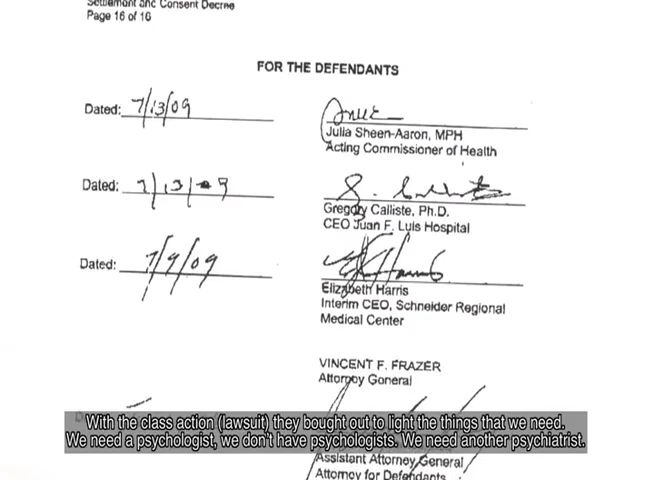 Settlement and Consent Decree
Page 16 of 16
FOR THE DEFENDANTS
Dated: 7/13/09
Julia Sheen-Aaron, MPH
Acting Commissioner of Health
Dated: 7/13/09
Gregory Calliste, Ph.D.
CEO Juan F. Luis Hospital
Dated: 7/9/09
Elizabeth Harris
Interim CEO, Schneider Regional
Medical Center
VINCENT F. FRAZER
Attorney General
With the class action (lawsuit) they bought out to light the things that we need.
We need a psychologist, we don't have psychologists. We need another psychiatrist.
Assistant Attorney General
Attorney for Defendants